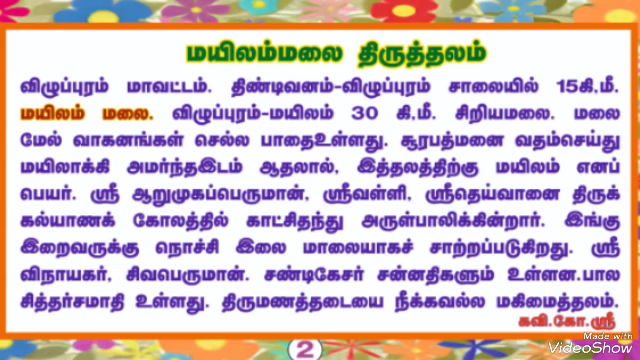 மயிலம்மலை திருத்தலம்
விழுப்புரம் மாவட்டம். திண்டிவனம்-விழுப்புரம் சாலையில் 15கி.மீ.
மயிலம் மலை. விழுப்புரம்-மயிலம் 30 கி.மீ. சிறியமலை. மலை
மேல் வாகனங்கள் செல்ல பாதைஉள்ளது. சூரபத்மனை வதம்செய்து
மயிலாக்கி அமர்ந்தஇடம் ஆதலால், இத்தலத்திற்கு மயிலம் எனப்
பெயர். ஸ்ரீ ஆறுமுகப்பெருமான், ஸ்ரீவள்ளி, ஸ்ரீதெய்வானை திருக்
கல்யாணக் கோலத்தில் காட்சிதந்து அருள்பாலிக்கின்றார். இங்கு
இறைவருக்கு நொச்சி இலை மாலையாகச் சாற்றப்படுகிறது. ஸ்ரீ
விநாயகர், சிவபெருமான். சண்டிகேசர் சன்னதிகளும் உள்ளன.பால
சித்தர்சமாதி உள்ளது. திருமணத்தடையை நீக்கவல்ல மகிமைத்தலம்.
கவி.கோ.ஸ்ரீ
Made with
VideoShow
2